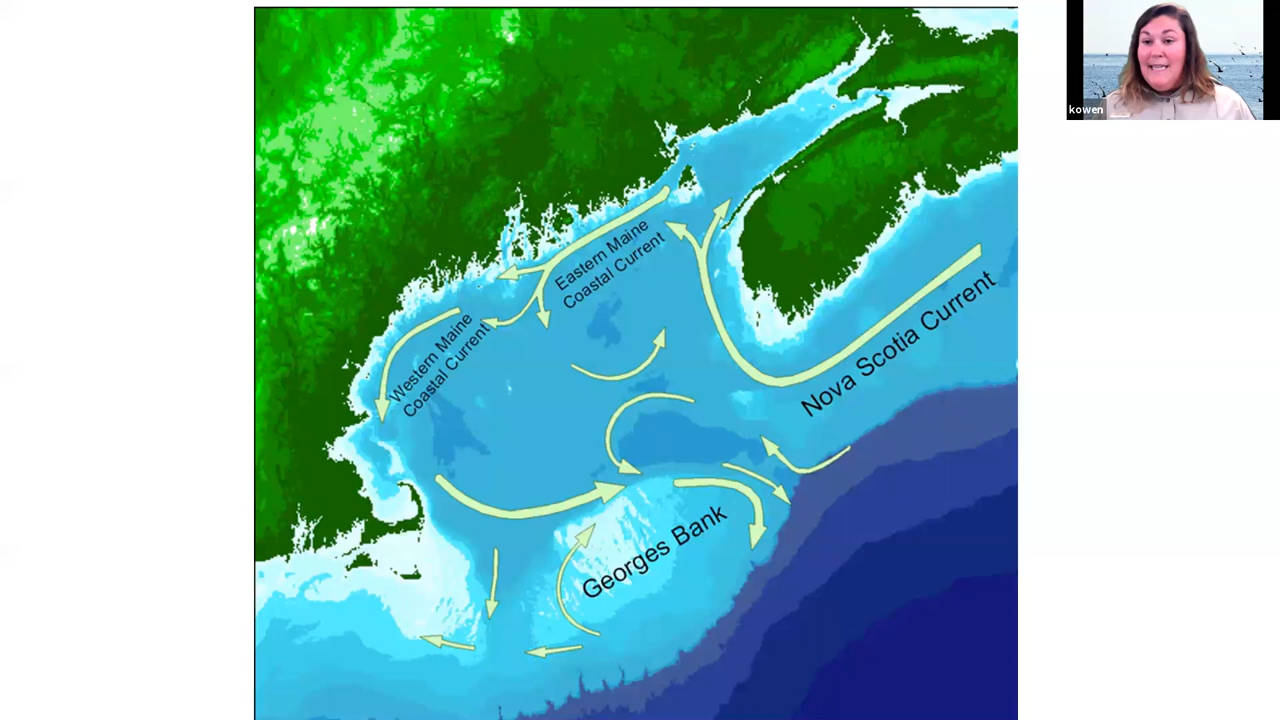 kowen
Eastern Maine
Coastal Current
Western Maine
Coastal Current
Nova Scotia Current
Georges Bank